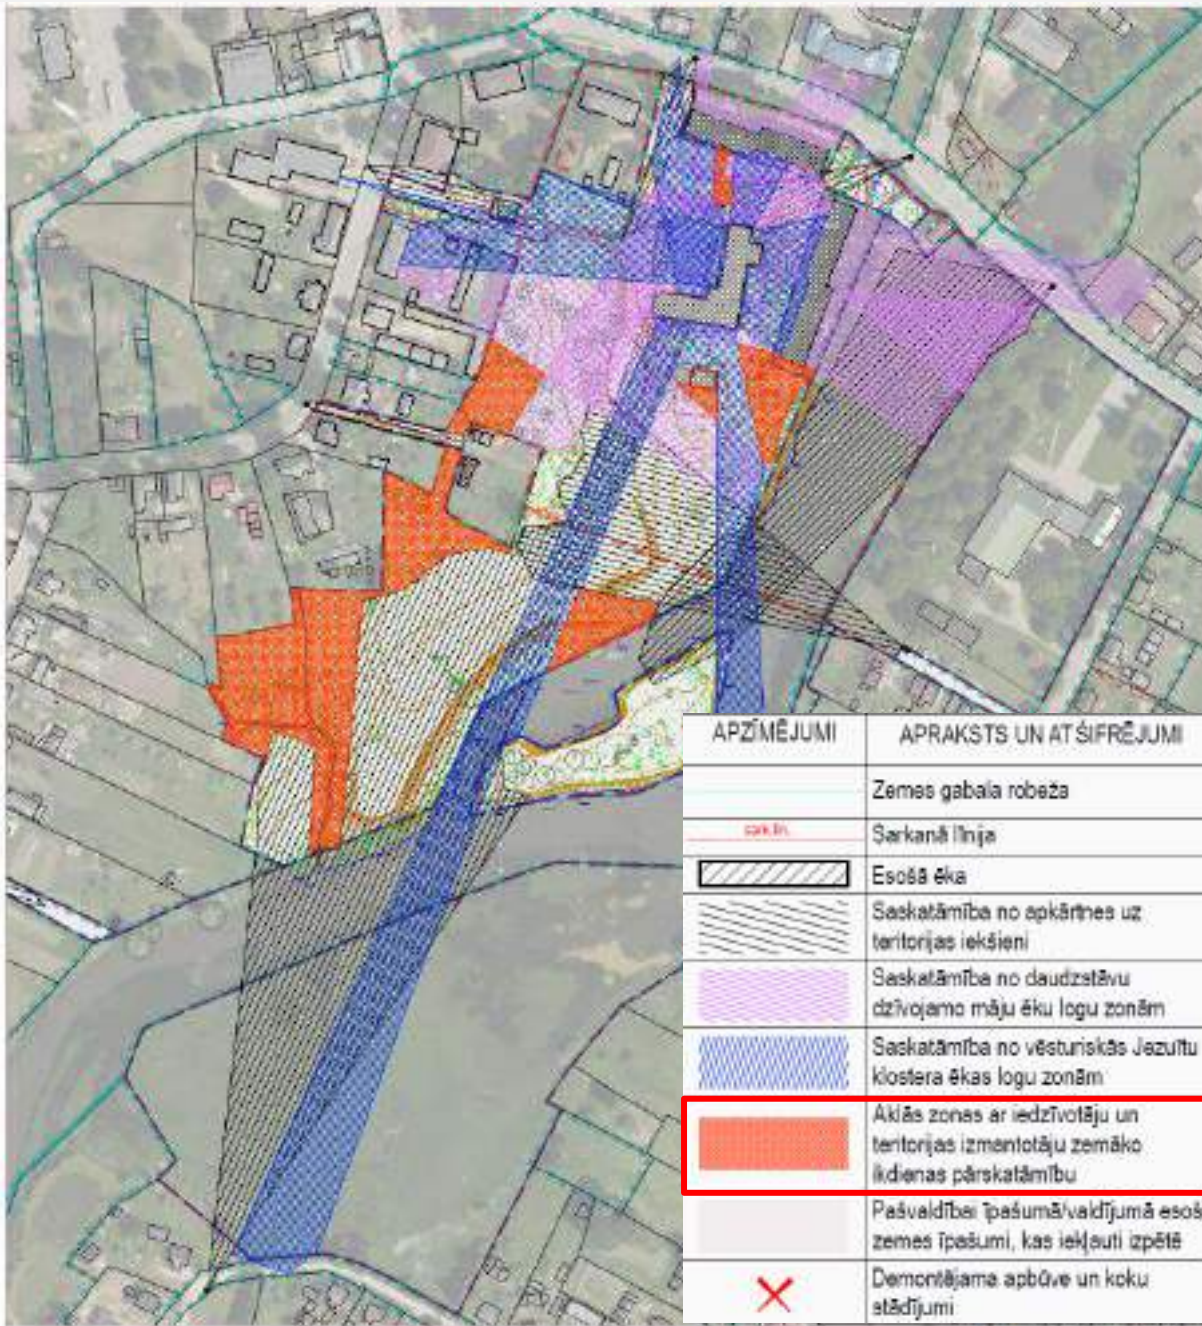 APZĪMĒJUMI
APRAKSTS UN ATŠIFRĒJUMI
Zemes gabala robeža
sark.līn.
Sarkanā līnija
Esošā ēka
Saskatāmība no apkārtnes uz
teritorijas iekšieni
Saskatāmība no daudzstāvu
dzīvojamo māju ēku logu zonām
Saskatāmība no vēsturiskās Jezuītu
klostera ēkas logu zonām
Aklās zonas ar iedzīvotāju un
teritorijas izmantotāju zemāko
ikdienas pārskatāmību
Pašvaldībai īpašumā/valdījumā esoš
zemes īpašumi, kas iekļauti izpētē
Demontējama apbūve un koku
stādījumi